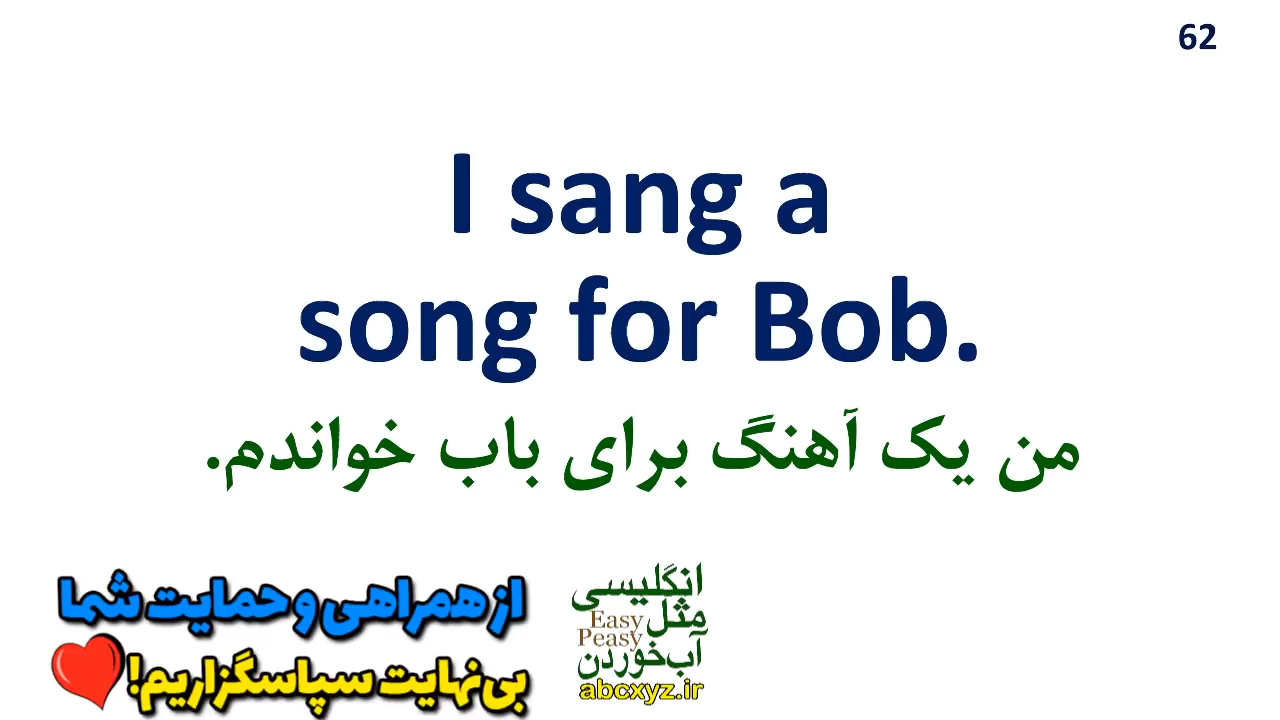 62
I sang a
song for Bob.
من یک آهنگ برای باب خواندم.
از همراهی و حمایت شما
بی‌نهایت سپاسگزاریم!
انگلیسی
مثل
Easy
Peasy
آب‌خوردن
abcxyz.ir